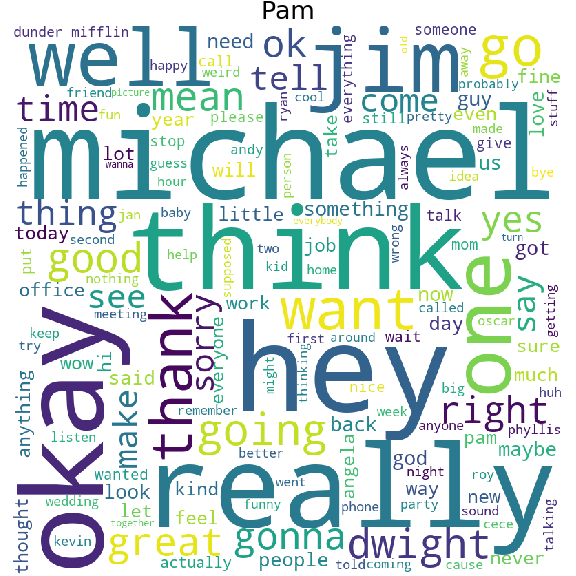 Pam
dunder mifflin
well
happy
need
call
weird
ok
jim
someone
go
old
away
probably
friend
picture
mean
tell
ryan
cool
everything
come
still
pretty
guy
even
made
fine
love
stuff
time
fun
year
please
take
happened
wanna
lot
stop
guess
hour
andy
will
person
always
us
give
idea
bye
michael
thing
jan
baby
little
something
everybody
talk
yes
today
second
two
job
mom
wrong
turn
got
put
good
help
nothing
supposed
kid
home
think
office
see
meeting
work
want
now
called
day
one
oscar
say
getting
keep
try
wow
hi
said
thank
sorry
everyone
first
around
wait
sure
okay
anything
listen
make
going
remember
might
thinking
hey
nice
big
much
huh
week
back
right
anyone
phyllis
better
angela
god
pam
maybe
wanted
look
kind
really
went
night
way
roy
new
thought
wedding
let
feel
funny
phone
party
sound
cece
talking
together
kevin
great
actually
gonna
people
told
coming
dwight
cause
never